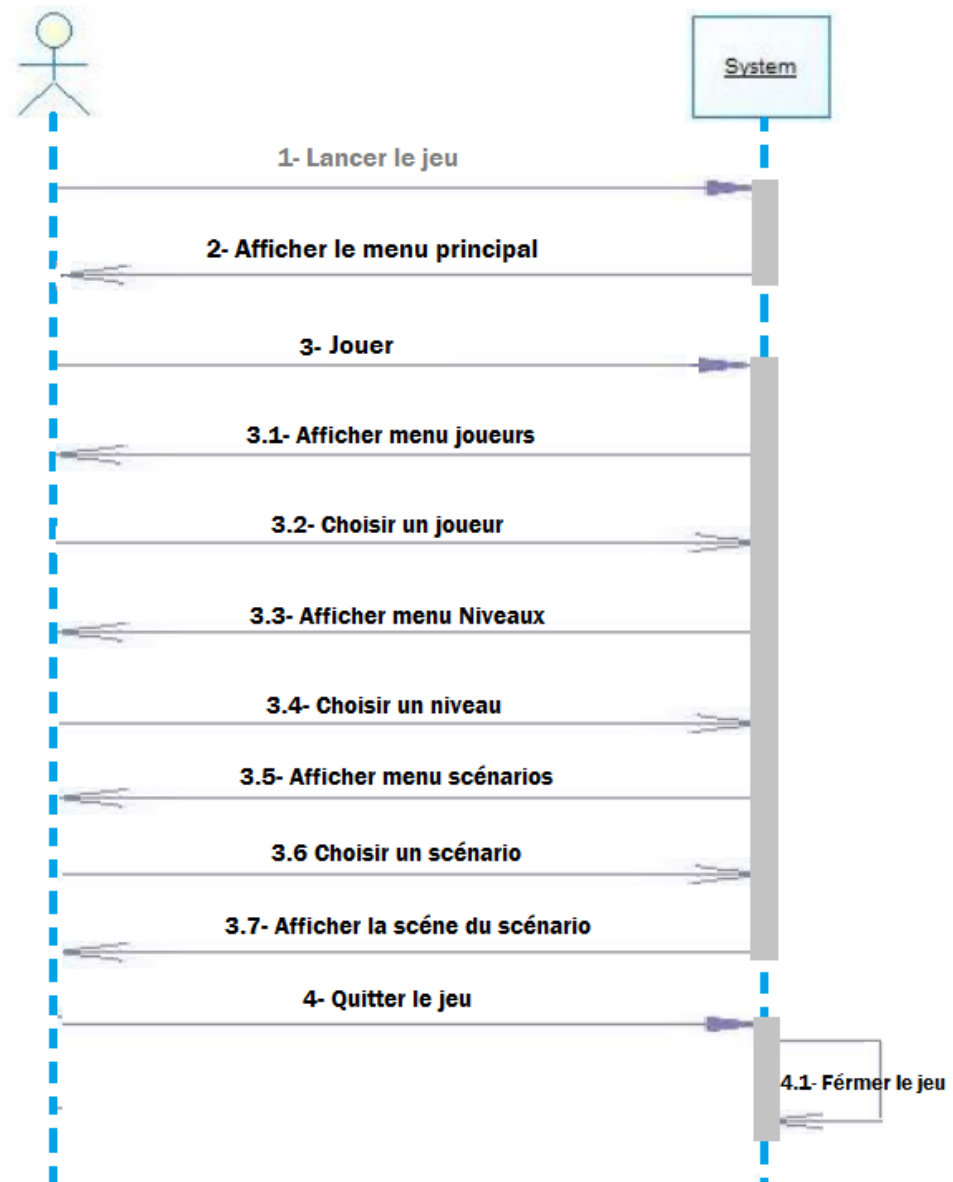 System
1- Lancer le jeu
2- Afficher le menu principal
3- Jouer
3.1- Afficher menu joueurs
3.2- Choisir un joueur
3.3- Afficher menu Niveaux
3.4- Choisir un niveau
3.5- Afficher menu scénarios
3.6 Choisir un scénario
3.7- Afficher la scéne du scénario
4- Quitter le jeu
4.1- Férmer le jeu